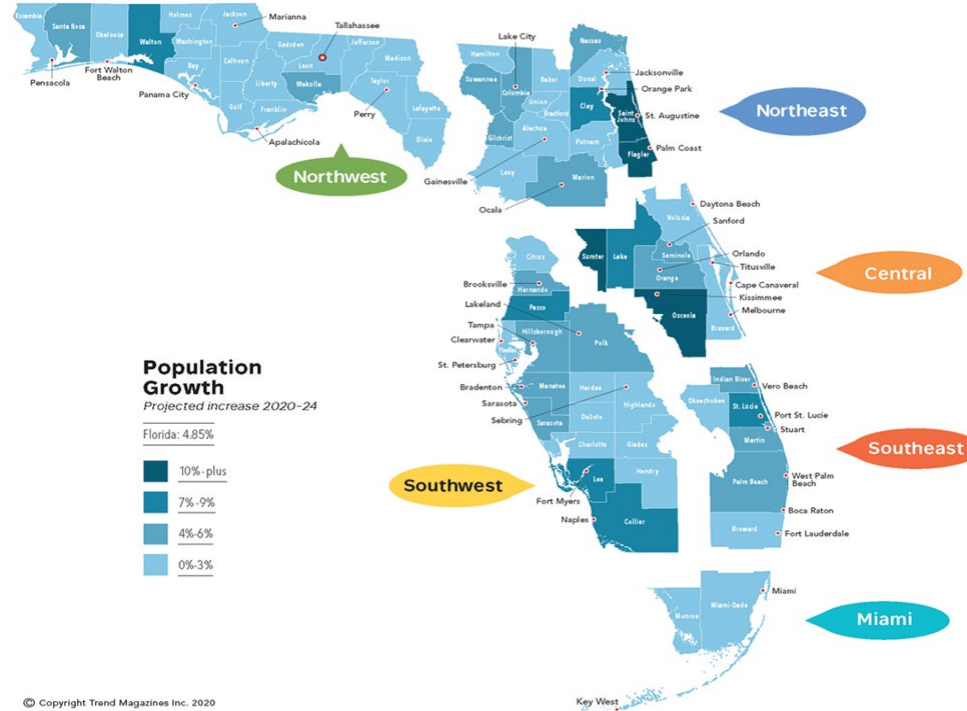 Escambia
Santa Rosa
Okaloosa
Walton
Holmes
Jackson
Washington
Bay
Calhoun
Gulf
Liberty
Gadsden
Leon
Wakulla
Franklin
Jefferson
Madison
Taylor
Lafayette
Dixie
Marianna
Tallahassee
Pensacola
Fort Walton
Beach
Panama City
Perry
Apalachicola
Northwest
Hamilton
Suwannee
Columbia
Baker
Nassau
Duval
Union
Bradford
Clay
Saint
Johns
Gilchrist
Alachua
Putnam
Flagler
Levy
Marion
Lake City
Jacksonville
Orange Park
St. Augustine
Palm Coast
Gainesville
Ocala
Northeast
Volusia
Sumter
Lake
Seminole
Orange
Osceola
Brevard
Daytona Beach
Sanford
Orlando
Titusville
Cape Canaveral
Kissimmee
Melbourne
Central
Citrus
Hernando
Pasco
Hillsborough
Pinellas
Polk
Manatee
Hardee
Highlands
Sarasota
DeSoto
Charlotte
Glades
Lee
Hendry
Collier
Brooksville
Lakeland
Tampa
Clearwater
St. Petersburg
Bradenton
Sarasota
Sebring
Fort Myers
Naples
Southwest
Indian River
Okeechobee
St. Lucie
Martin
Palm Beach
Broward
Vero Beach
Port St. Lucie
Stuart
West Palm
Beach
Boca Raton
Fort Lauderdale
Southeast
Monroe
Miami-Dade
Miami
Key West
Miami
Population
Growth
Projected increase 2020-24
Florida: 4.85%
10%-plus
7%-9%
4%-6%
0%-3%
© Copyright Trend Magazines Inc. 2020